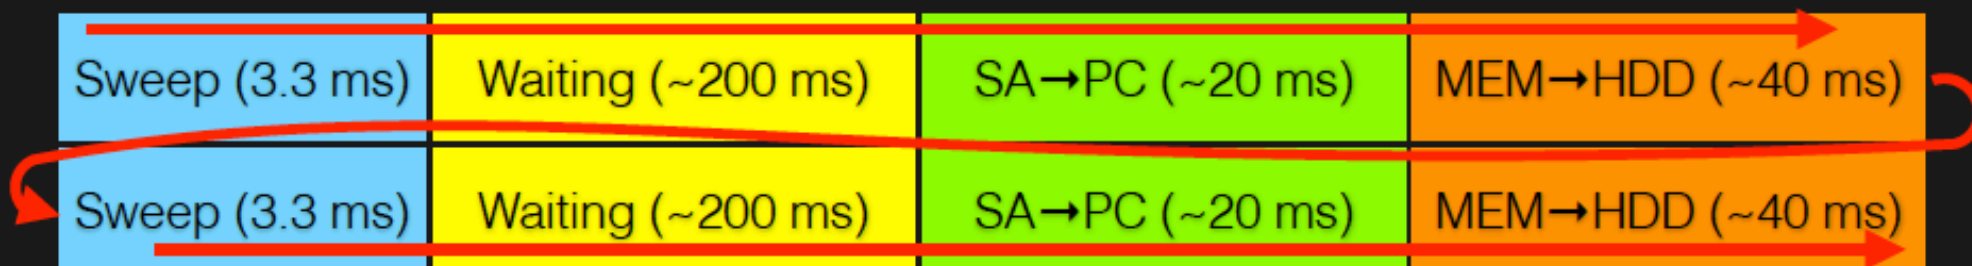 Sweep (3.3 ms) Waiting (~200 ms) SA→PC (~20 ms) MEM→HDD (~40 ms)
Sweep (3.3 ms) Waiting (~200 ms) SA→PC (~20 ms) MEM→HDD (~40 ms)